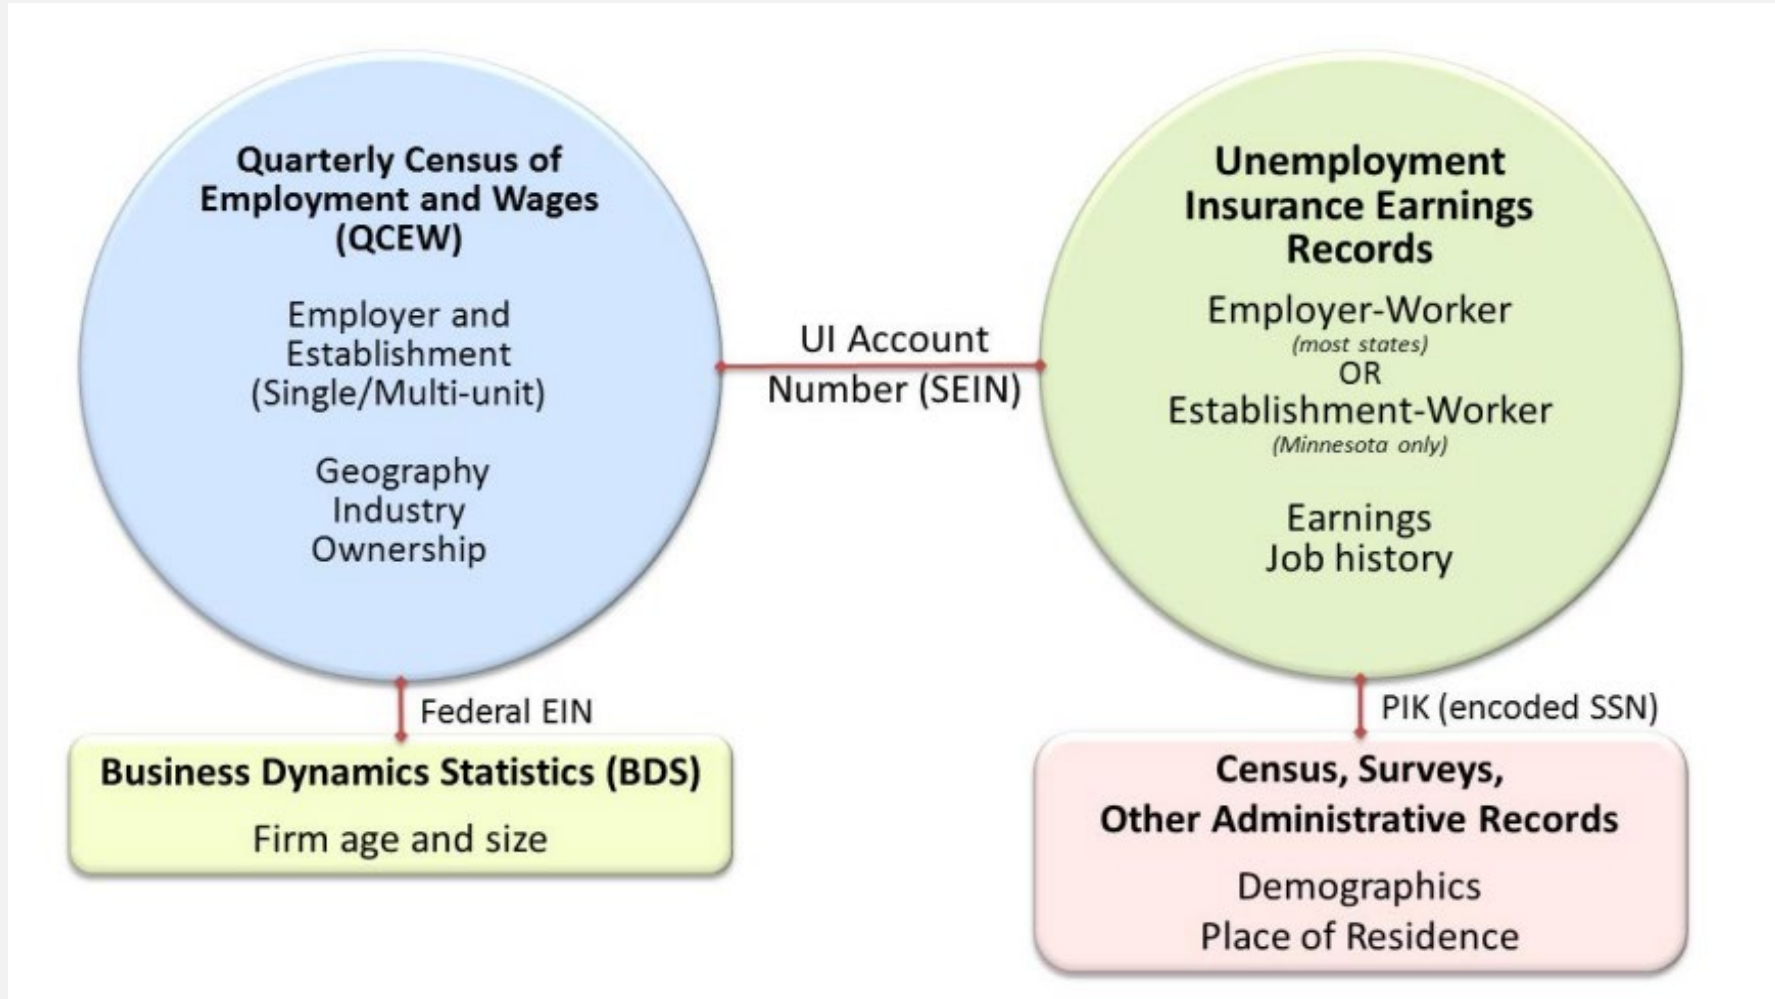 Quarterly Census of
Employment and Wages
(QCEW)
Employer and
Establishment
(Single/Multi-unit)
Geography
Industry
Ownership
UI Account
Number (SEIN)
Unemployment
Insurance Earnings
Records
Employer-Worker
(most states)
OR
Establishment-Worker
(Minnesota only)
Earnings
Job history
Federal EIN
Business Dynamics Statistics (BDS)
Firm age and size
PIK (encoded SSN)
Census, Surveys,
Other Administrative Records
Demographics
Place of Residence